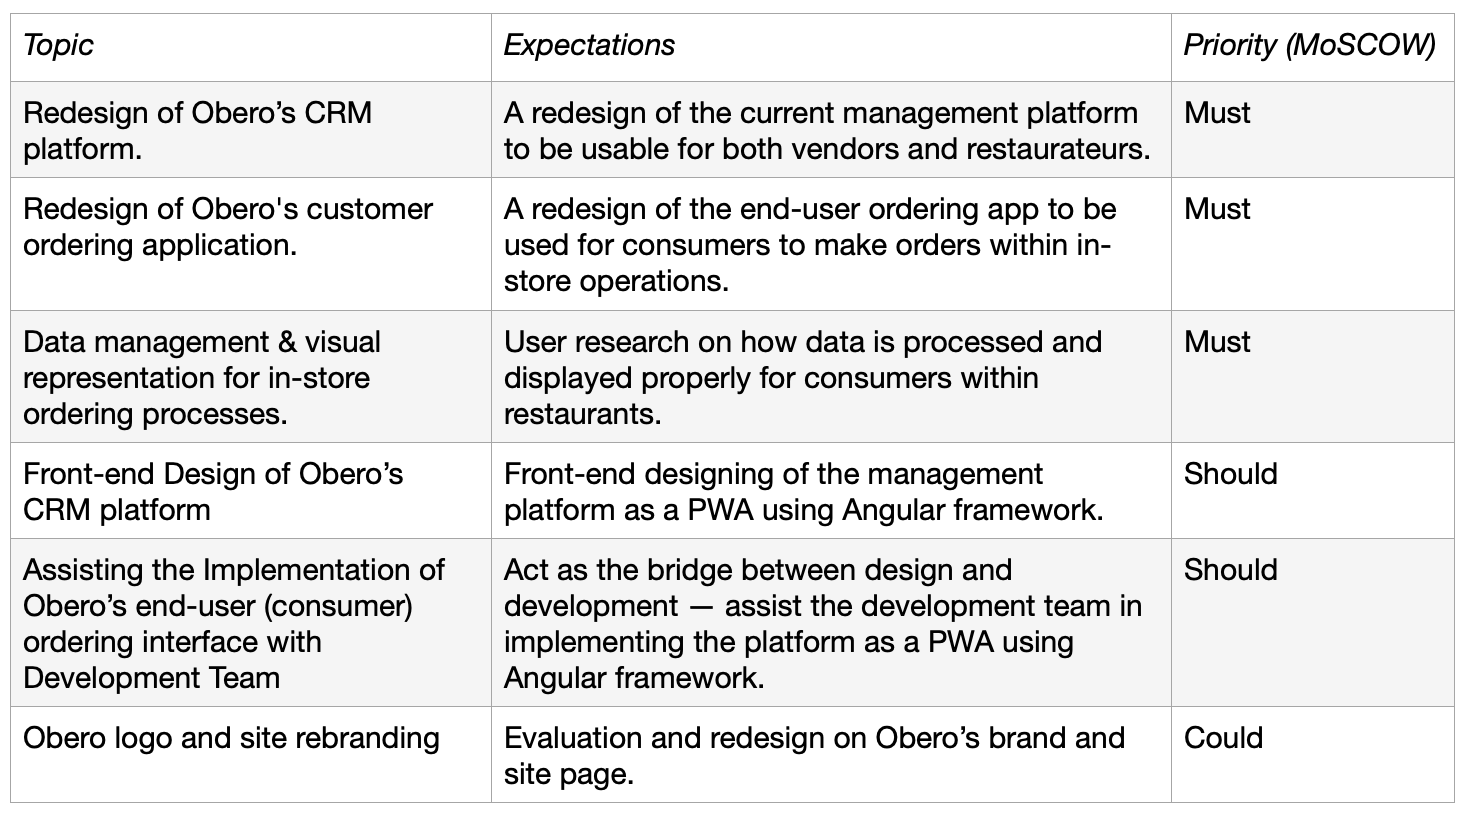 Topic
Expectations
Priority (MoSCOW)
Redesign of Obero’s CRM
platform.
A redesign of the current management platform
to be usable for both vendors and restaurateurs.
Must
Redesign of Obero's customer
ordering application.
A redesign of the end-user ordering app to be
used for consumers to make orders within in-
store operations.
Must
Data management & visual
representation for in-store
ordering processes.
User research on how data is processed and
displayed properly for consumers within
restaurants.
Must
Front-end Design of Obero’s
CRM platform
Front-end designing of the management
platform as a PWA using Angular framework.
Should
Assisting the Implementation of
Obero’s end-user (consumer)
ordering interface with
Development Team
Act as the bridge between design and
development — assist the development team in
implementing the platform as a PWA using
Angular framework.
Should
Obero logo and site rebranding
Evaluation and redesign on Obero’s brand and
site page.
Could